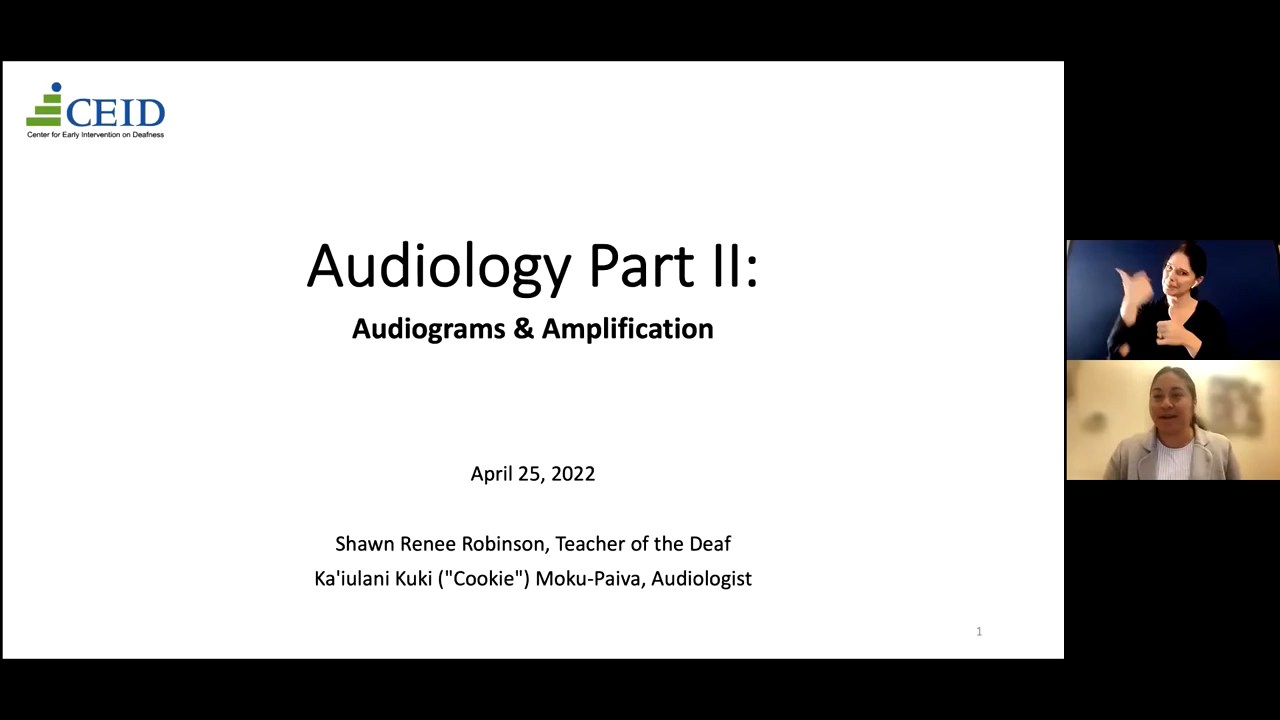 CEID
Center for Early Intervention on Deafness
Audiology Part II:
Audiograms & Amplification
April 25, 2022
Shawn Renee Robinson, Teacher of the Deaf
Ka'iulani Kuki ("Cookie") Moku-Paiva, Audiologist
1